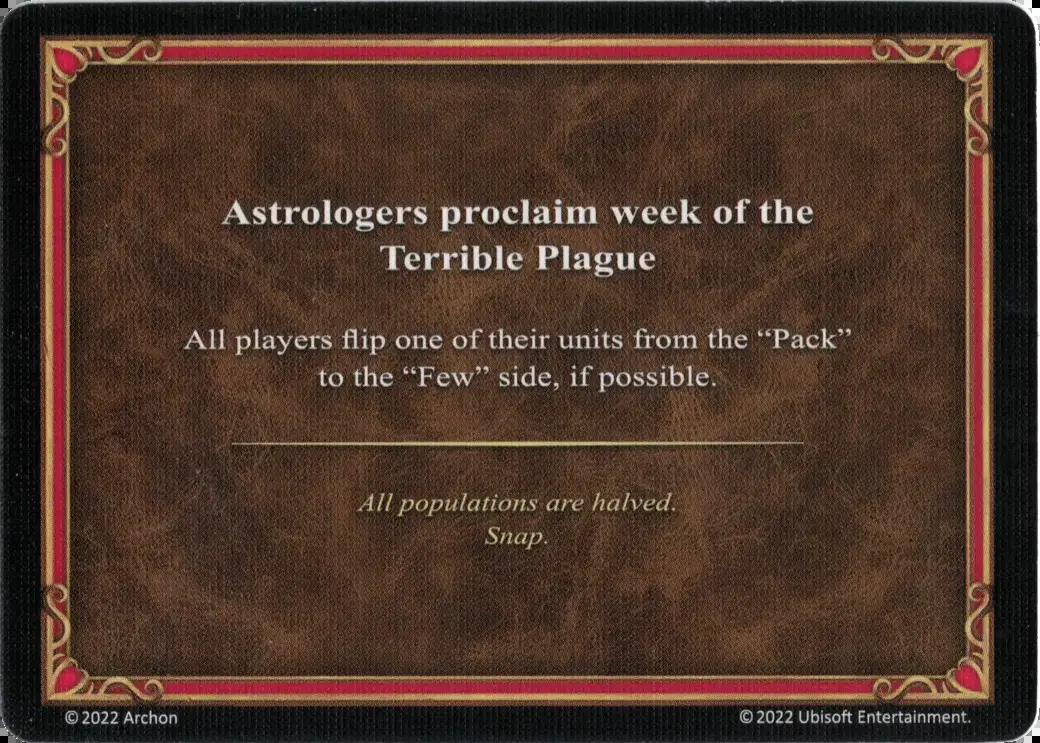 Astrologers proclaim week of the
Terrible Plague
All players flip one of their units from the “Pack”
to the “Few” side, if possible.
All populations are halved.
Snap.
© 2022 Archon
© 2022 Ubisoft Entertainment.